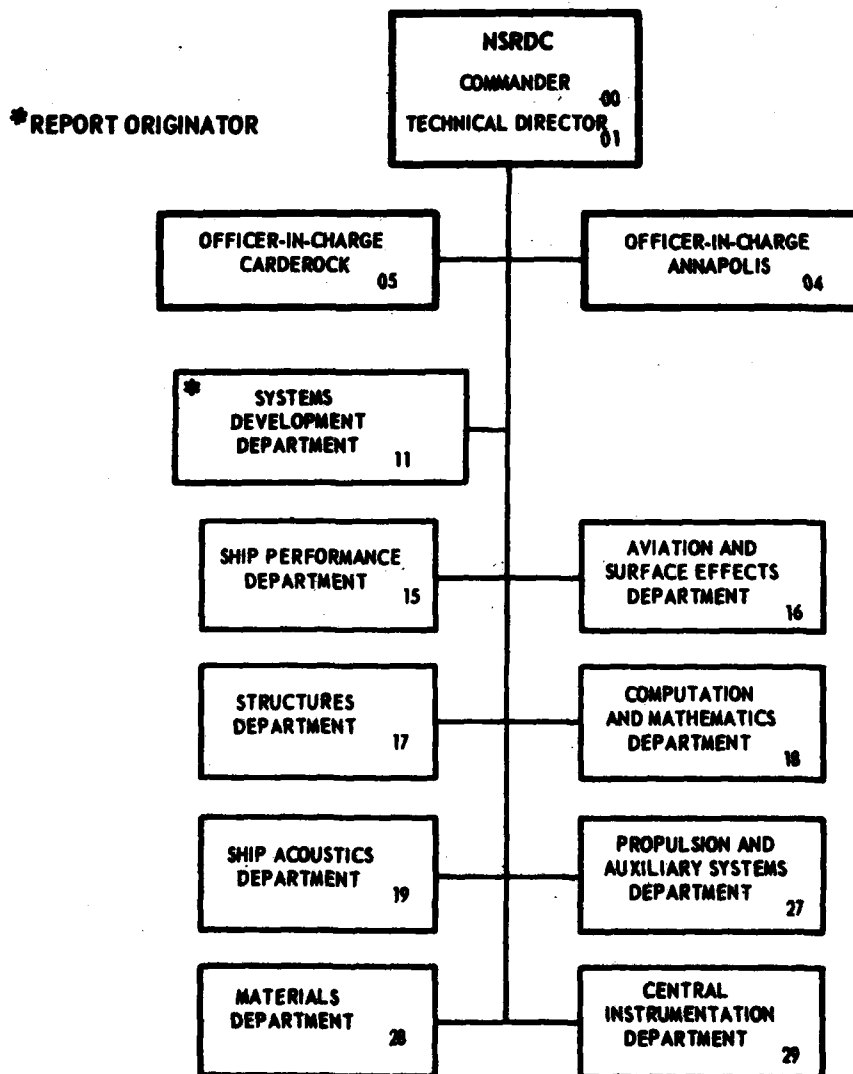 NSRDC
COMMANDER
00
TECHNICAL DIRECTOR
01
*REPORT ORIGINATOR
OFFICER-IN-CHARGE
CARDEROCK
05
OFFICER-IN-CHARGE
ANNAPOLIS
04
*
SYSTEMS
DEVELOPMENT
DEPARTMENT
11
SHIP PERFORMANCE
DEPARTMENT
15
AVIATION AND
SURFACE EFFECTS
DEPARTMENT
16
STRUCTURES
DEPARTMENT
17
COMPUTATION
AND MATHEMATICS
DEPARTMENT
18
SHIP ACOUSTICS
DEPARTMENT
19
PROPULSION AND
AUXILIARY SYSTEMS
DEPARTMENT
27
MATERIALS
DEPARTMENT
28
CENTRAL
INSTRUMENTATION
DEPARTMENT
29